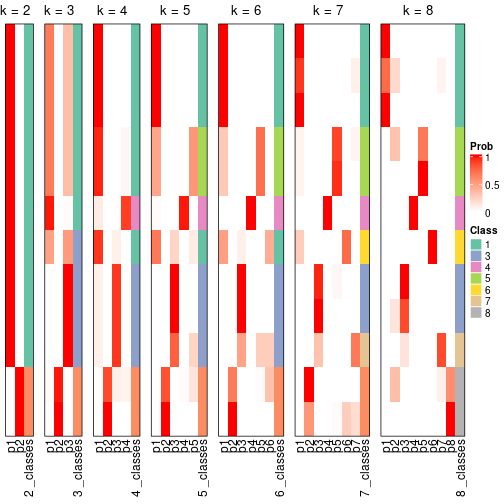 k = 2
k = 3
k = 4
k = 5
k = 6
k = 7
k = 8
p1
p2
2_classes
p1
p2
p3
3_classes
p1
p2
p3
p4
4_classes
p1
p2
p3
p4
p5
5_classes
p1
p2
p3
p4
p5
p6
6_classes
p1
p2
p3
p4
p5
p6
p7
7_classes
p1
p2
p3
p4
p5
p6
p7
p8
8_classes
Prob
1
0.5
0
Class
1
3
4
5
6
7
8